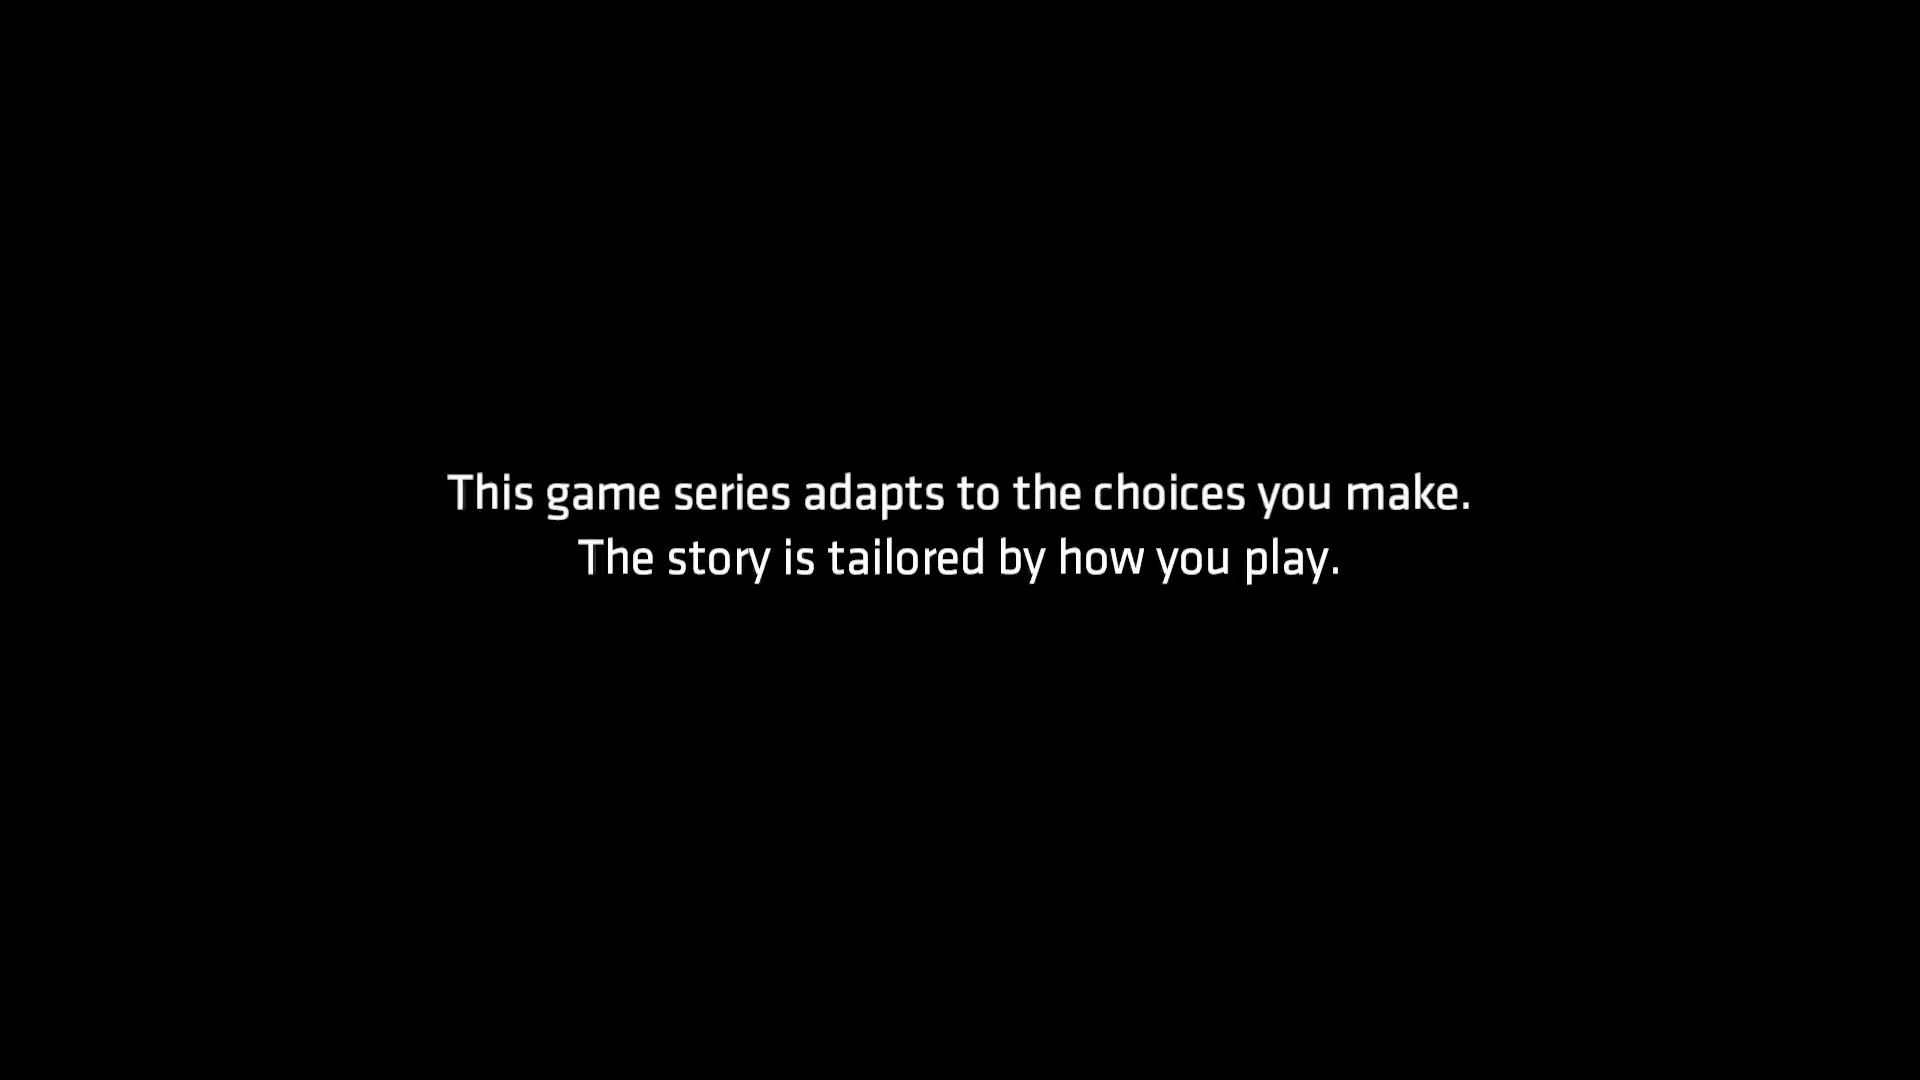 This game series adapts to the choices you make.
The story is tailored by how you play.